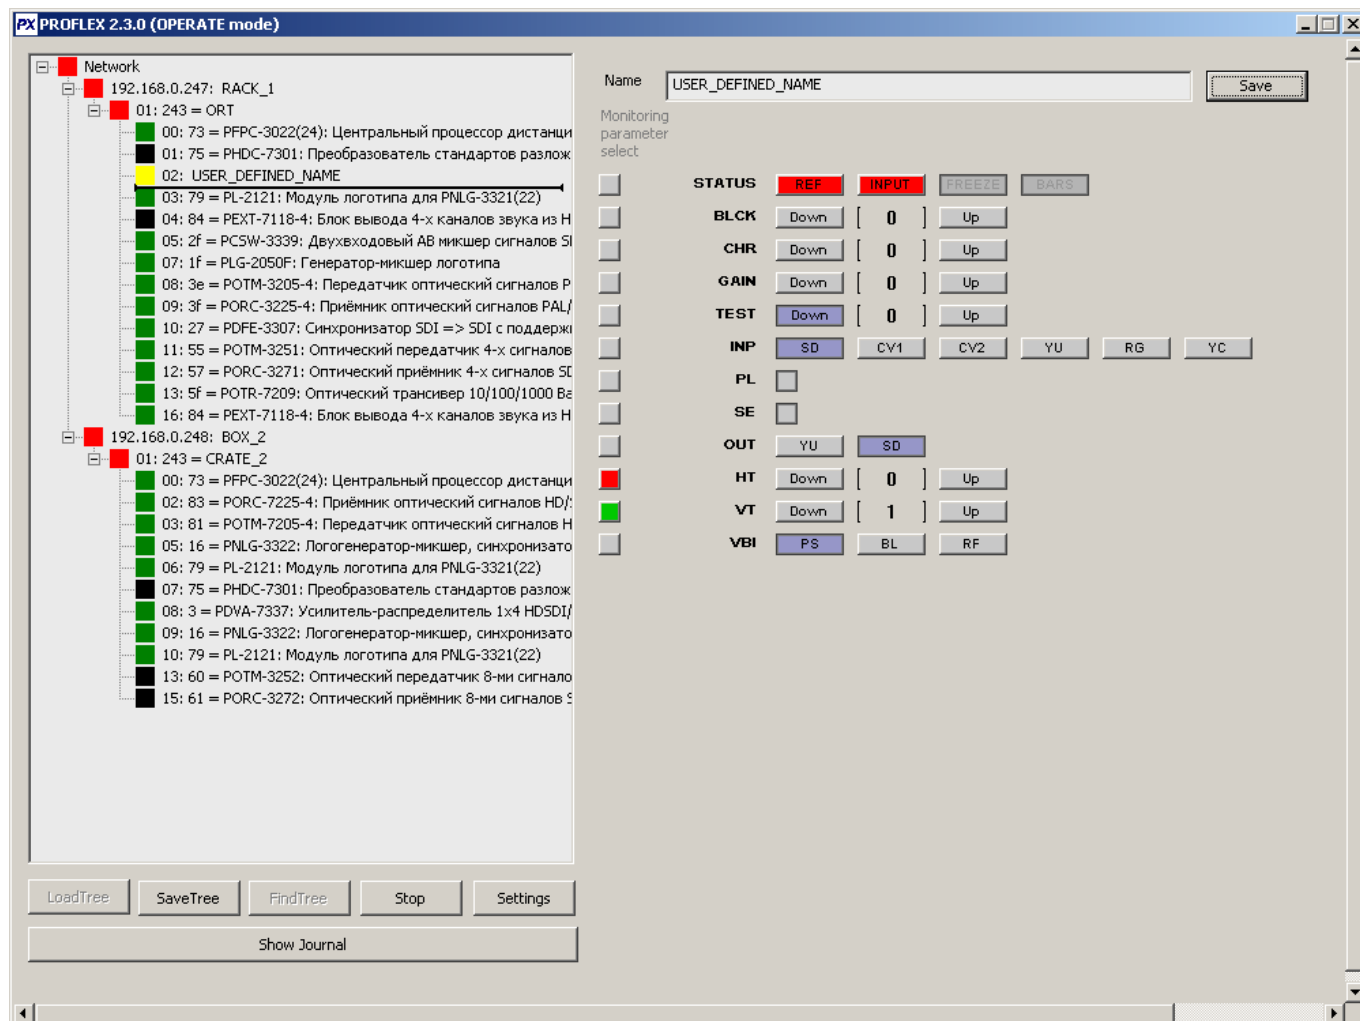 PX PROFLEX 2.3.0 (OPERATE mode)
Network
192.168.0.247: RACK_1
01: 243 = ORT
00: 73 = PFPC-3022(24): Центральный процессор дистанци
01: 75 = PHDC-7301: Преобразователь стандартов разлож
02: USER_DEFINED_NAME
03: 79 = PL-2121: Модуль логотипа для PNLG-3321(22)
04: 84 = PEXT-7118-4: Блок вывода 4-х каналов звука из H
05: 2f = PCSW-3339: Двухвходовый AB микшер сигналов SI
07: 1f = PLG-2050F: Генератор-микшер логотипа
08: 3e = POTM-3205-4: Передатчик оптический сигналов P
09: 3f = PORC-3225-4: Приёмник оптический сигналов PAL/
10: 27 = PDFE-3307: Синхронизатор SDI => SDI с поддержк
11: 55 = POTM-3251: Оптический передатчик 4-х сигналов
12: 57 = PORC-3271: Оптический приёмник 4-х сигналов SD
13: 5f = POTR-7209: Оптический трансивер 10/100/1000 Ba
16: 84 = PEXT-7118-4: Блок вывода 4-х каналов звука из H
192.168.0.248: BOX_2
01: 243 = CRATE_2
00: 73 = PFPC-3022(24): Центральный процессор дистанци
02: 83 = PORC-7225-4: Приёмник оптический сигналов HD/
03: 81 = POTM-7205-4: Передатчик оптический сигналов H
05: 16 = PNLG-3322: Логогенератор-микшер, синхронизато
06: 79 = PL-2121: Модуль логотипа для PNLG-3321(22)
07: 75 = PHDC-7301: Преобразователь стандартов разлож
08: 3 = PDVA-7337: Усилитель-распределитель 1x4 HDSDI/
09: 16 = PNLG-3322: Логогенератор-микшер, синхронизато
10: 79 = PL-2121: Модуль логотипа для PNLG-3321(22)
13: 60 = POTM-3252: Оптический передатчик 8-ми сигнало
15: 61 = PORC-3272: Оптический приёмник 8-ми сигналов S
LoadTree SaveTree FindTree Stop Settings
Show Journal
Name USER_DEFINED_NAME Save
Monitoring
parameter
select
STATUS REF INPUT FREEZE BARS
BLCK Down [ 0 ] Up
CHR Down [ 0 ] Up
GAIN Down [ 0 ] Up
TEST Down [ 0 ] Up
INP SD CV1 CV2 YU RG YC
PL
SE
OUT YU SD
HT Down [ 0 ] Up
VT Down [ 1 ] Up
VBI PS BL RF